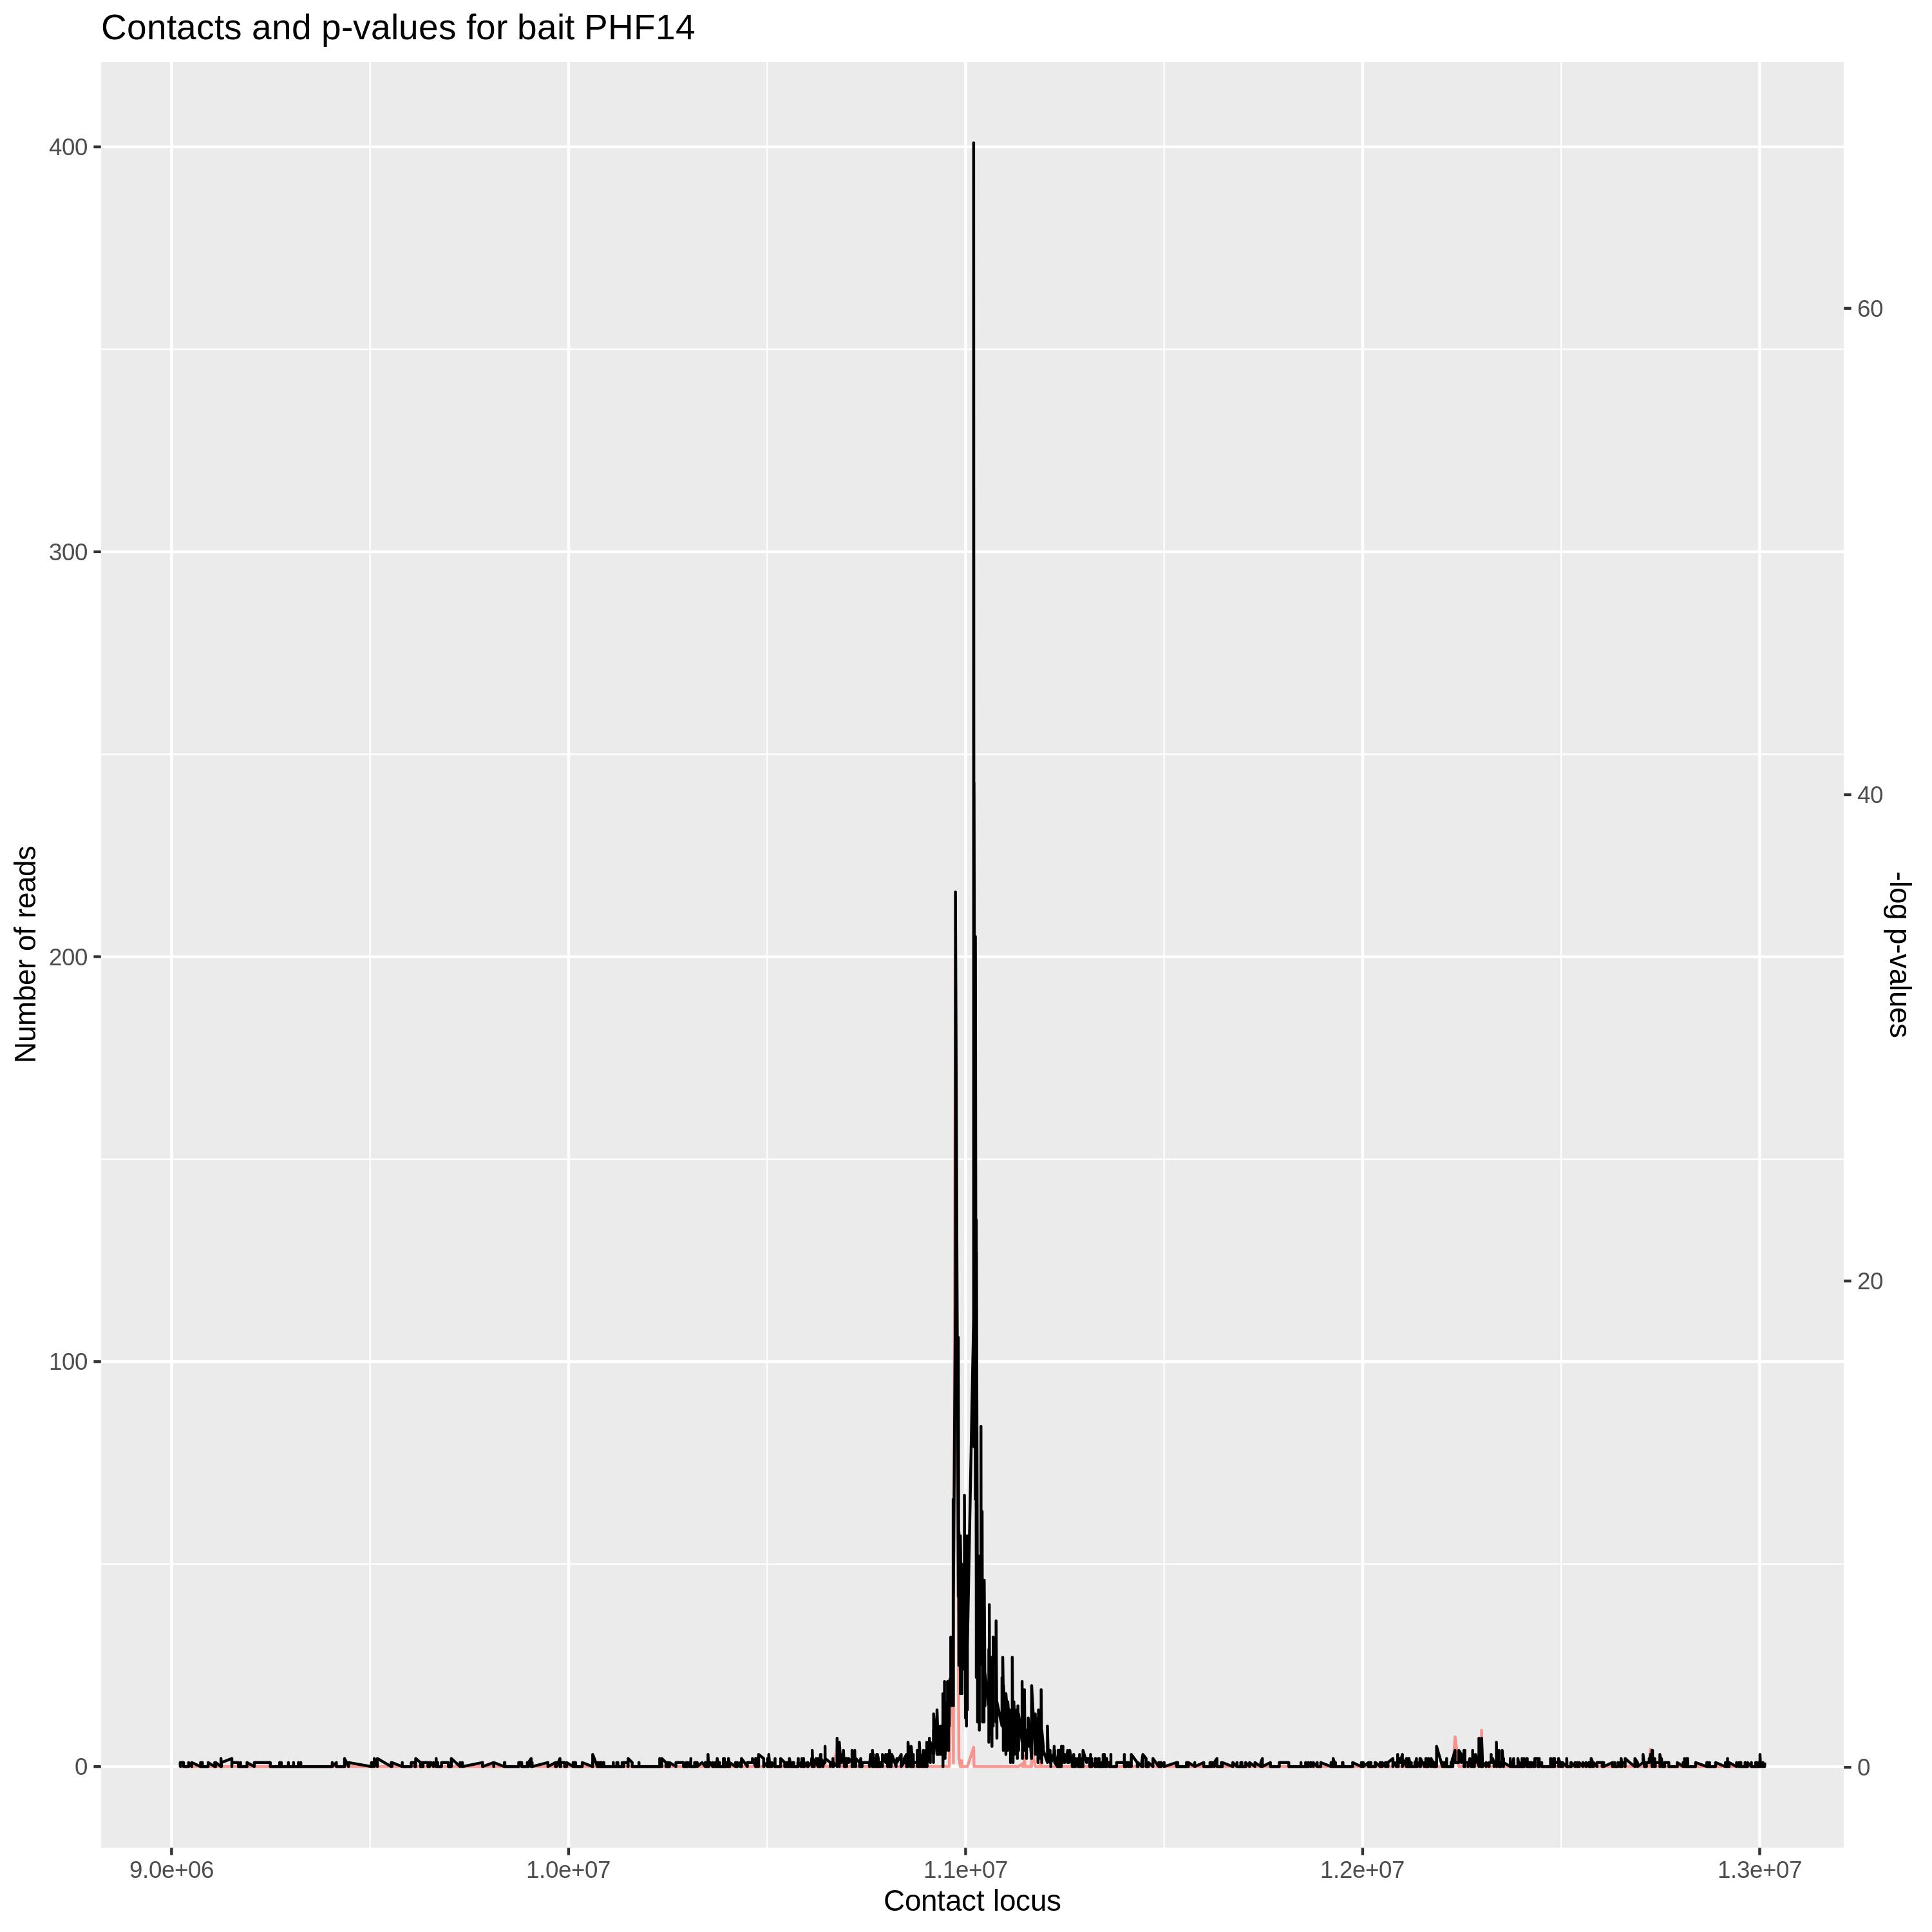 Contacts and p-values for bait PHF14
400
300
200
100
0
Number of reads
60
40
20
0
-log p-values
9.0e+06
1.0e+07
1.1e+07
1.2e+07
1.3e+07
Contact locus